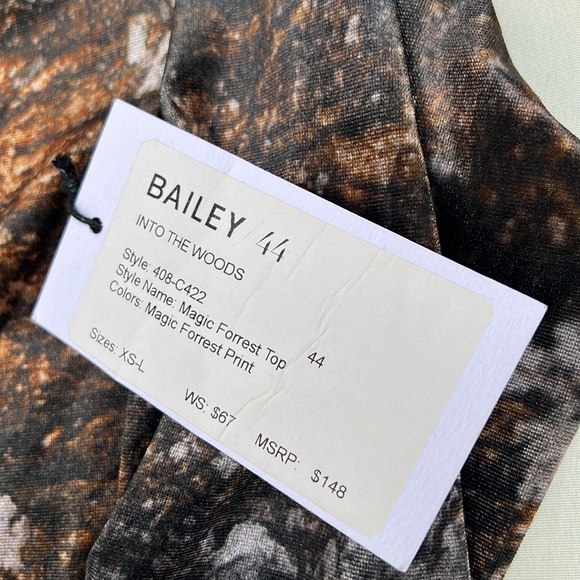 BAILEY / 44
INTO THE WOODS
Style: 408-C422
Style Name: Magic Forrest Top 44
Colors: Magic Forrest Print
Sizes: XS-L
WS: $67 MSRP: $148